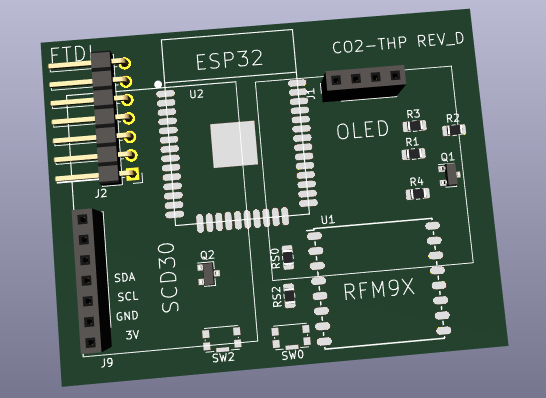 FTDI
ESP32
CO2-THP REV_D
U2
J1
OLED
R3
R2
R1
Q1
R4
J2
U1
SCD30
Q2
RS0
SDA
SCL
RS2
RFM9X
GND
3V
SW2
SW0
J9